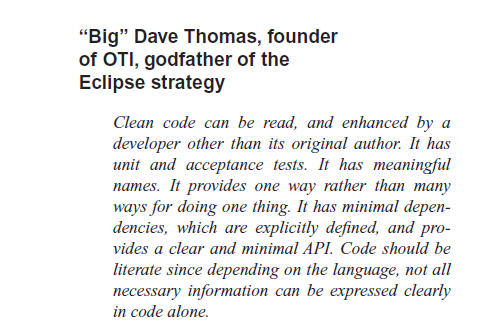 “Big” Dave Thomas, founder
of OTI, godfather of the
Eclipse strategy
Clean code can be read, and enhanced by a
developer other than its original author. It has
unit and acceptance tests. It has meaningful
names. It provides one way rather than many
ways for doing one thing. It has minimal depen-
dencies, which are explicitly defined, and pro-
vides a clear and minimal API. Code should be
literate since depending on the language, not all
necessary information can be expressed clearly
in code alone.